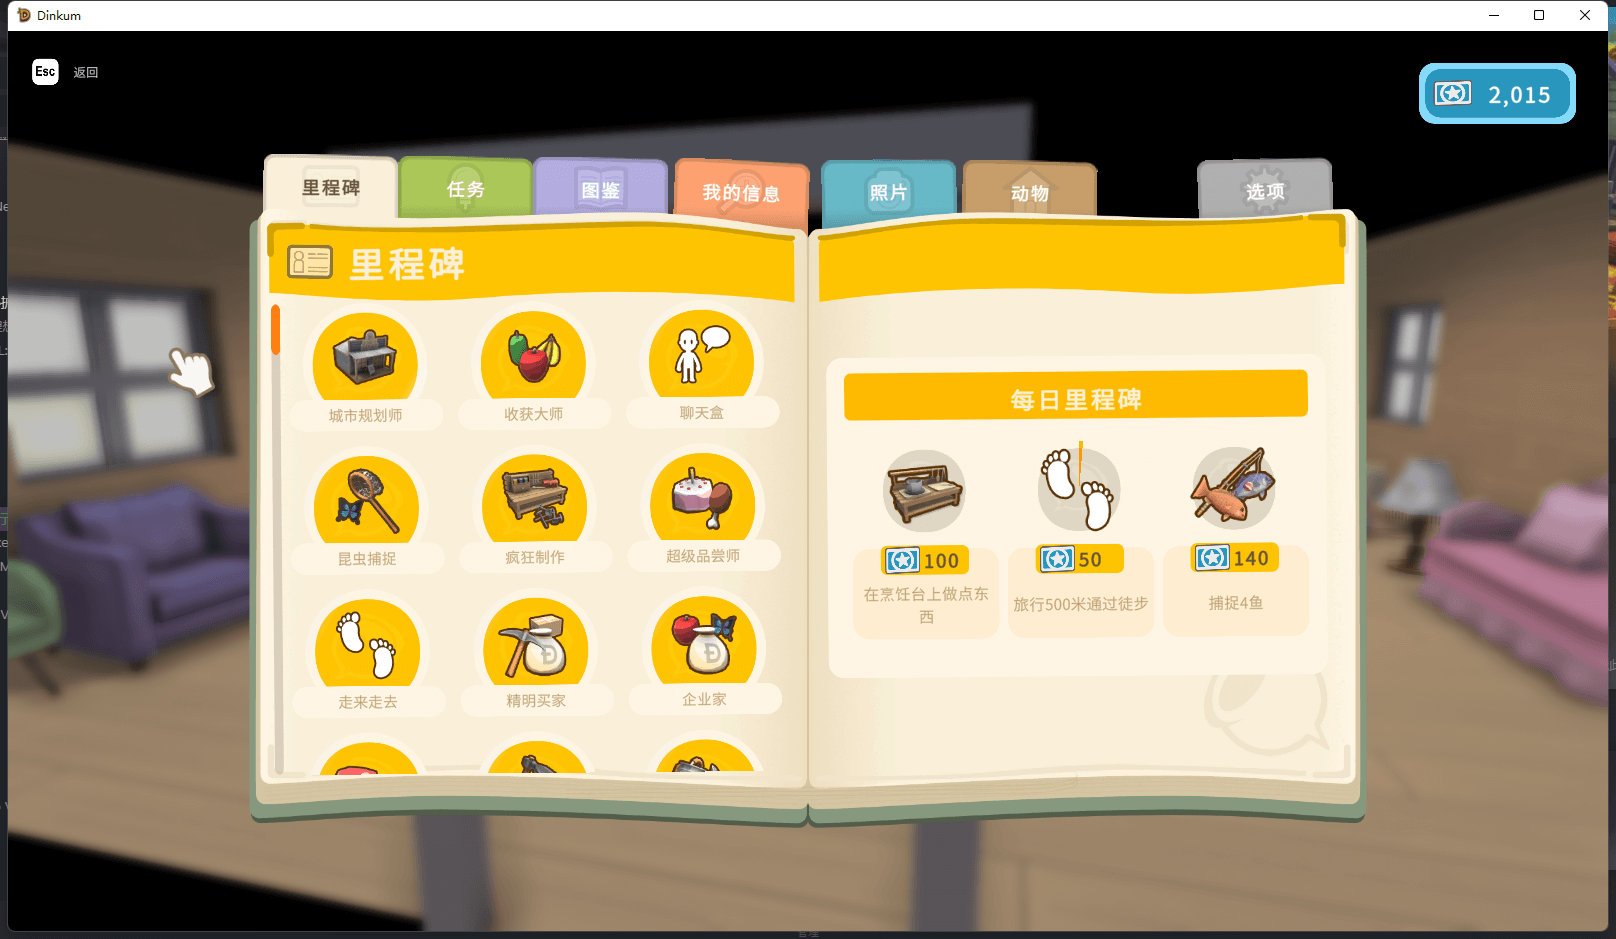 Dinkum
Esc 返回
2,015
里程碑
任务
图鉴
我的信息
照片
动物
选项
里程碑
城市规划师
收获大师
聊天盒
昆虫捕捉
疯狂制作
超级品尝师
走来走去
精明买家
企业家
每日里程碑
100
50
140
在烹饪台上做点东
西
旅行500米通过徒步
捕捉4鱼